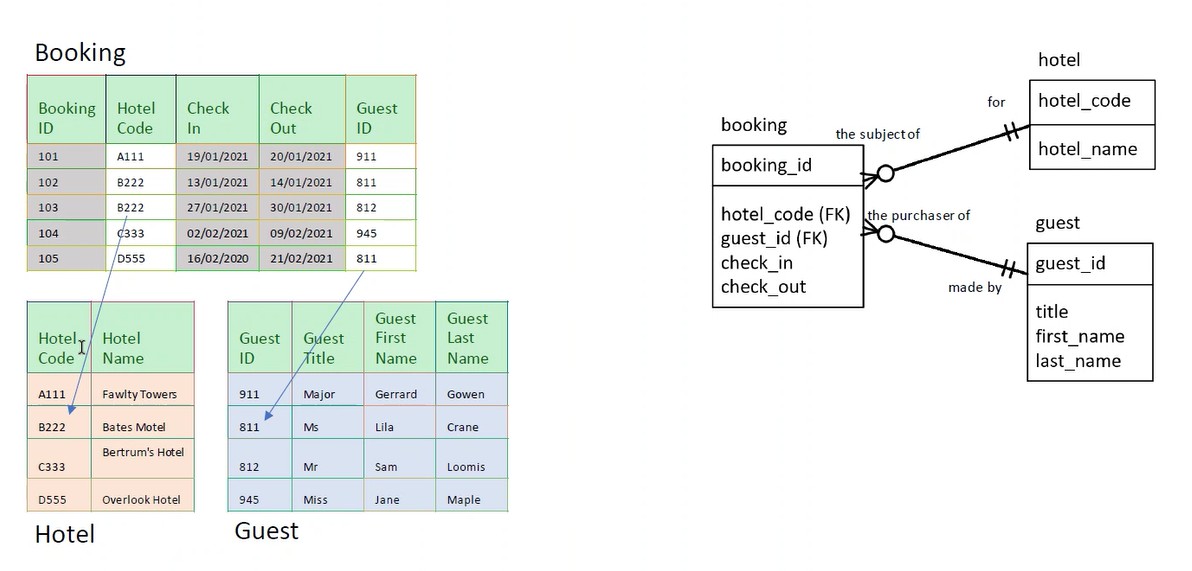 Booking
Booking ID Hotel Code Check In Check Out Guest ID
101 A111 19/01/2021 20/01/2021 911
102 B222 13/01/2021 14/01/2021 811
103 B222 27/01/2021 30/01/2021 812
104 C333 02/02/2021 09/02/2021 945
105 D555 16/02/2020 21/02/2021 811
Hotel Code Hotel Name
A111 Fawlty Towers
B222 Bates Motel
C333 Bertrum's Hotel
D555 Overlook Hotel
Hotel
Guest ID Guest Title Guest First Name Guest Last Name
911 Major Gerrard Gowen
811 Ms Lila Crane
812 Mr Sam Loomis
945 Miss Jane Maple
Guest
booking
booking_id
hotel_code (FK)
guest_id (FK)
check_in
check_out
the subject of
for
hotel
hotel_code
hotel_name
the purchaser of
made by
guest
guest_id
title
first_name
last_name